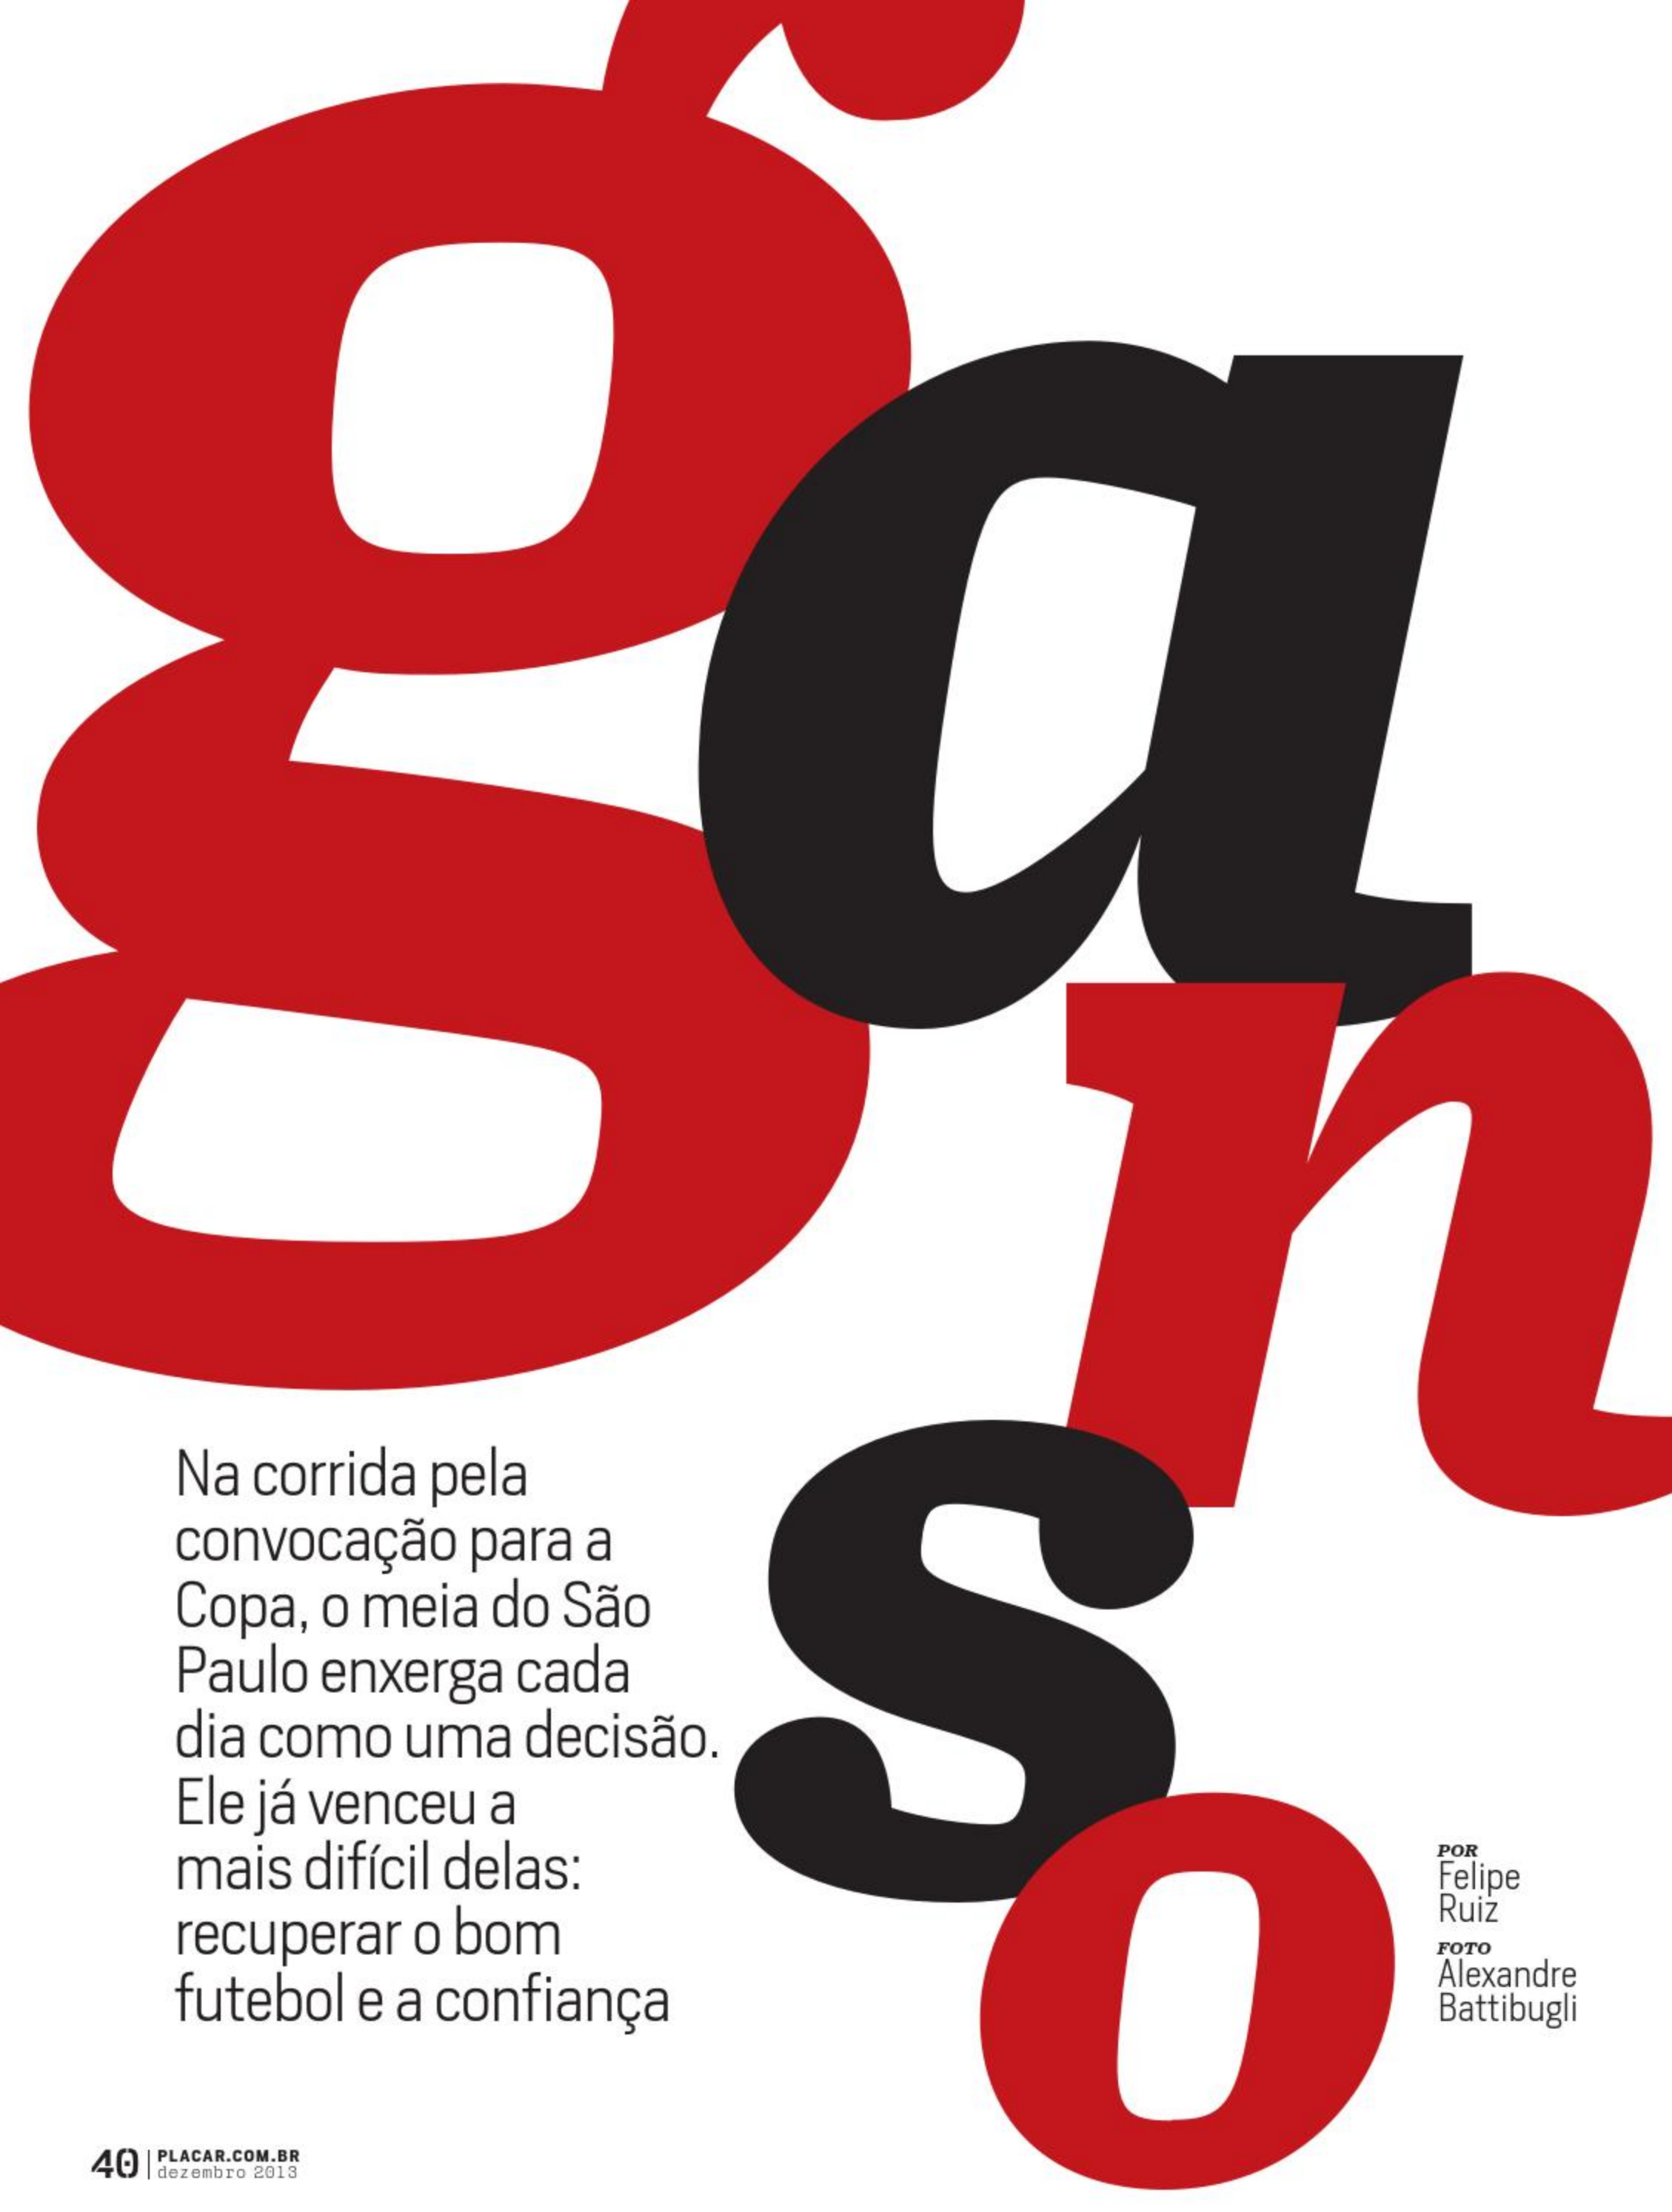 ganso
Na corrida pela
convocação para a
Copa, o meia do São
Paulo enxerga cada
dia como uma decisão.
Ele já venceu a
mais difícil delas:
recuperar o bom
futebol e a confiança
POR
Felipe
Ruiz
FOTO
Alexandre
Battibugli
40 PLACAR.COM.BR
dezembro 2013